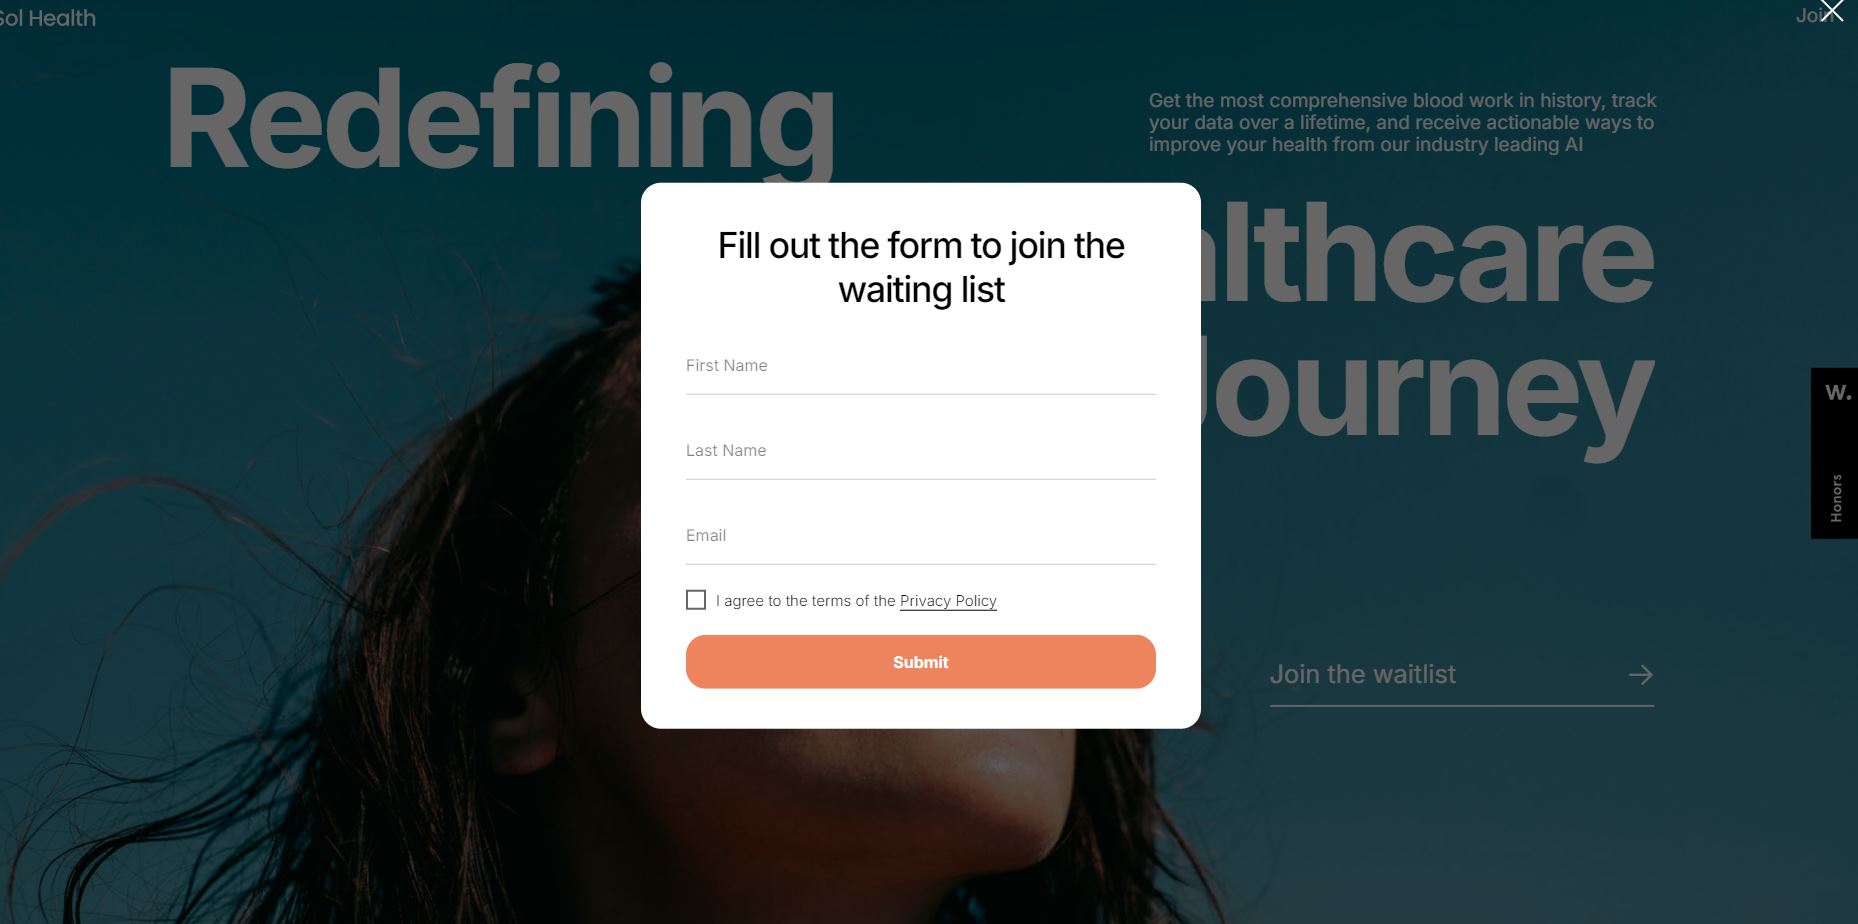 Sol Health
Join
Redefining
Get the most comprehensive blood work in history, track
your data over a lifetime, and receive actionable ways to
improve your health from our industry leading AI
althcare
Journey
Fill out the form to join the
waiting list
First Name
Last Name
Email
I agree to the terms of the Privacy Policy
Submit
Join the waitlist
W.
Honors